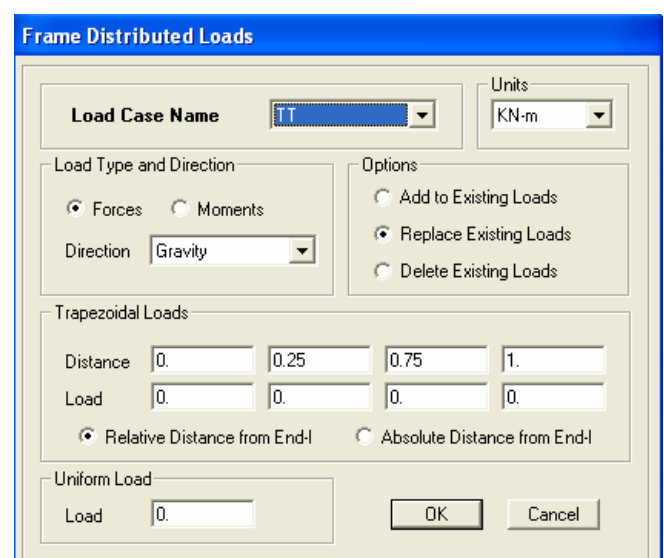 Frame Distributed Loads
Units
Load Case Name TT KN-m
Load Type and Direction
Forces Moments
Direction Gravity
Options
Add to Existing Loads
Replace Existing Loads
Delete Existing Loads
Trapezoidal Loads
Distance 0. 0.25 0.75 1.
Load 0. 0. 0. 0.
Relative Distance from End-I Absolute Distance from End-I
Uniform Load
Load 0.
OK Cancel